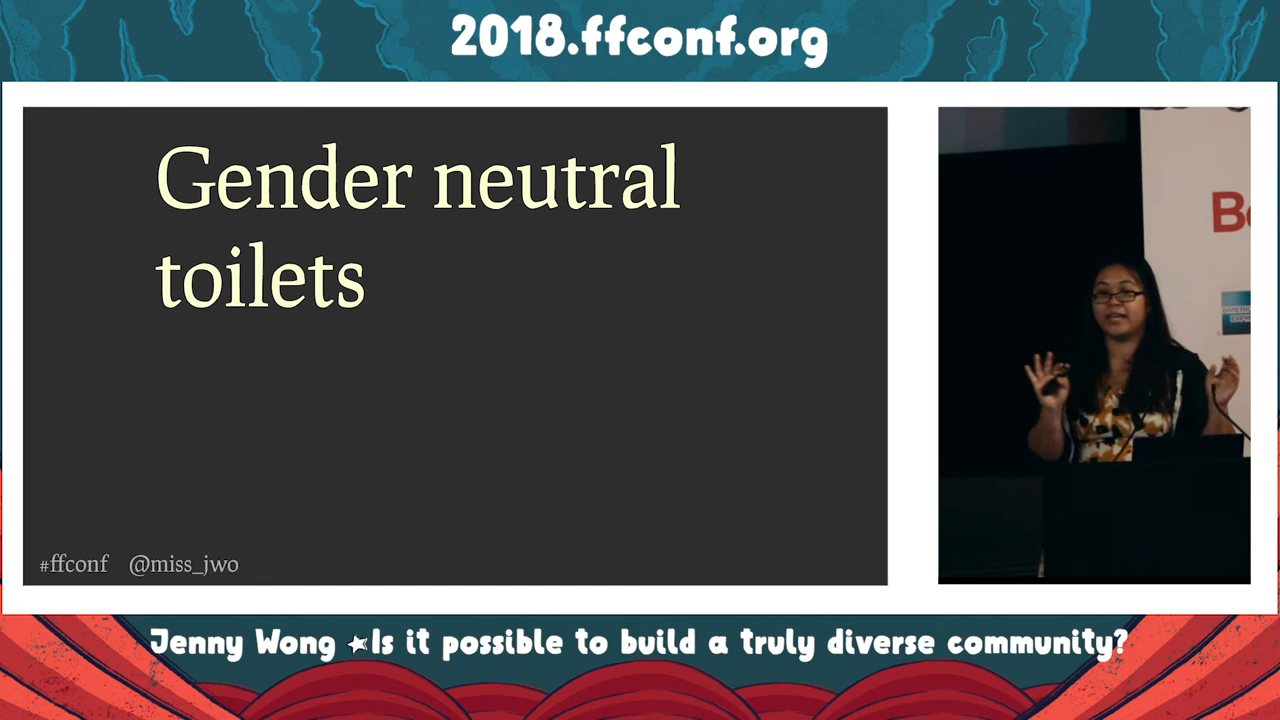 2018.ffconf.org
Gender neutral
toilets
#ffconf @miss_jwo
Jenny Wong ★ Is it possible to build a truly diverse community?